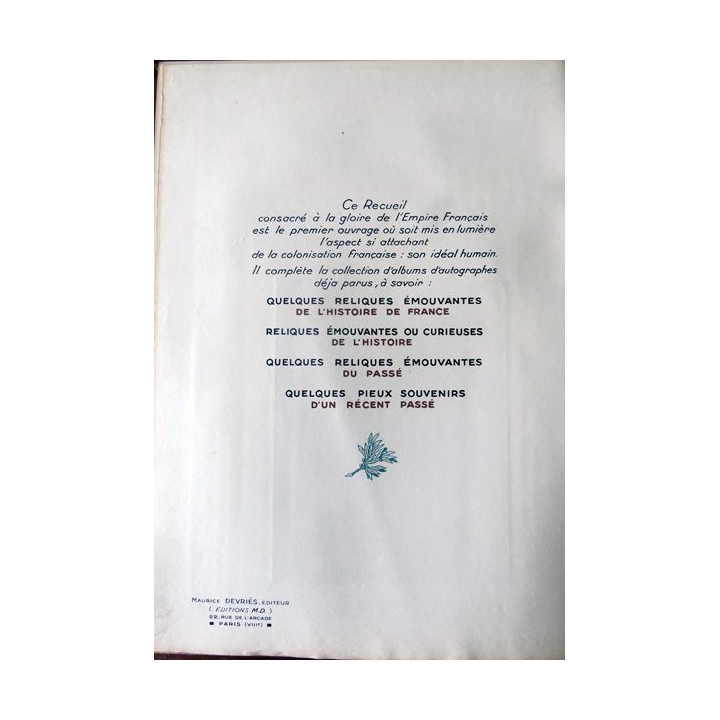 Ce Recueil
consacré à la gloire de l'Empire Français
est le premier ouvrage où soit mis en lumière
l'aspect si attachant
de la colonisation Française : son idéal humain.
Il complète la collection d'albums d'autographes
déja parus, à savoir :
QUELQUES RELIQUES ÉMOUVANTES
DE L'HISTOIRE DE FRANCE
RELIQUES ÉMOUVANTES OU CURIEUSES
DE L'HISTOIRE
QUELQUES RELIQUES ÉMOUVANTES
DU PASSÉ
QUELQUES PIEUX SOUVENIRS
D'UN RÉCENT PASSÉ
MAURICE DEVRIÈS, ÉDITEUR
( EDITIONS M.D. )
22, RUE DE L'ARCADE
PARIS (VIIIe)